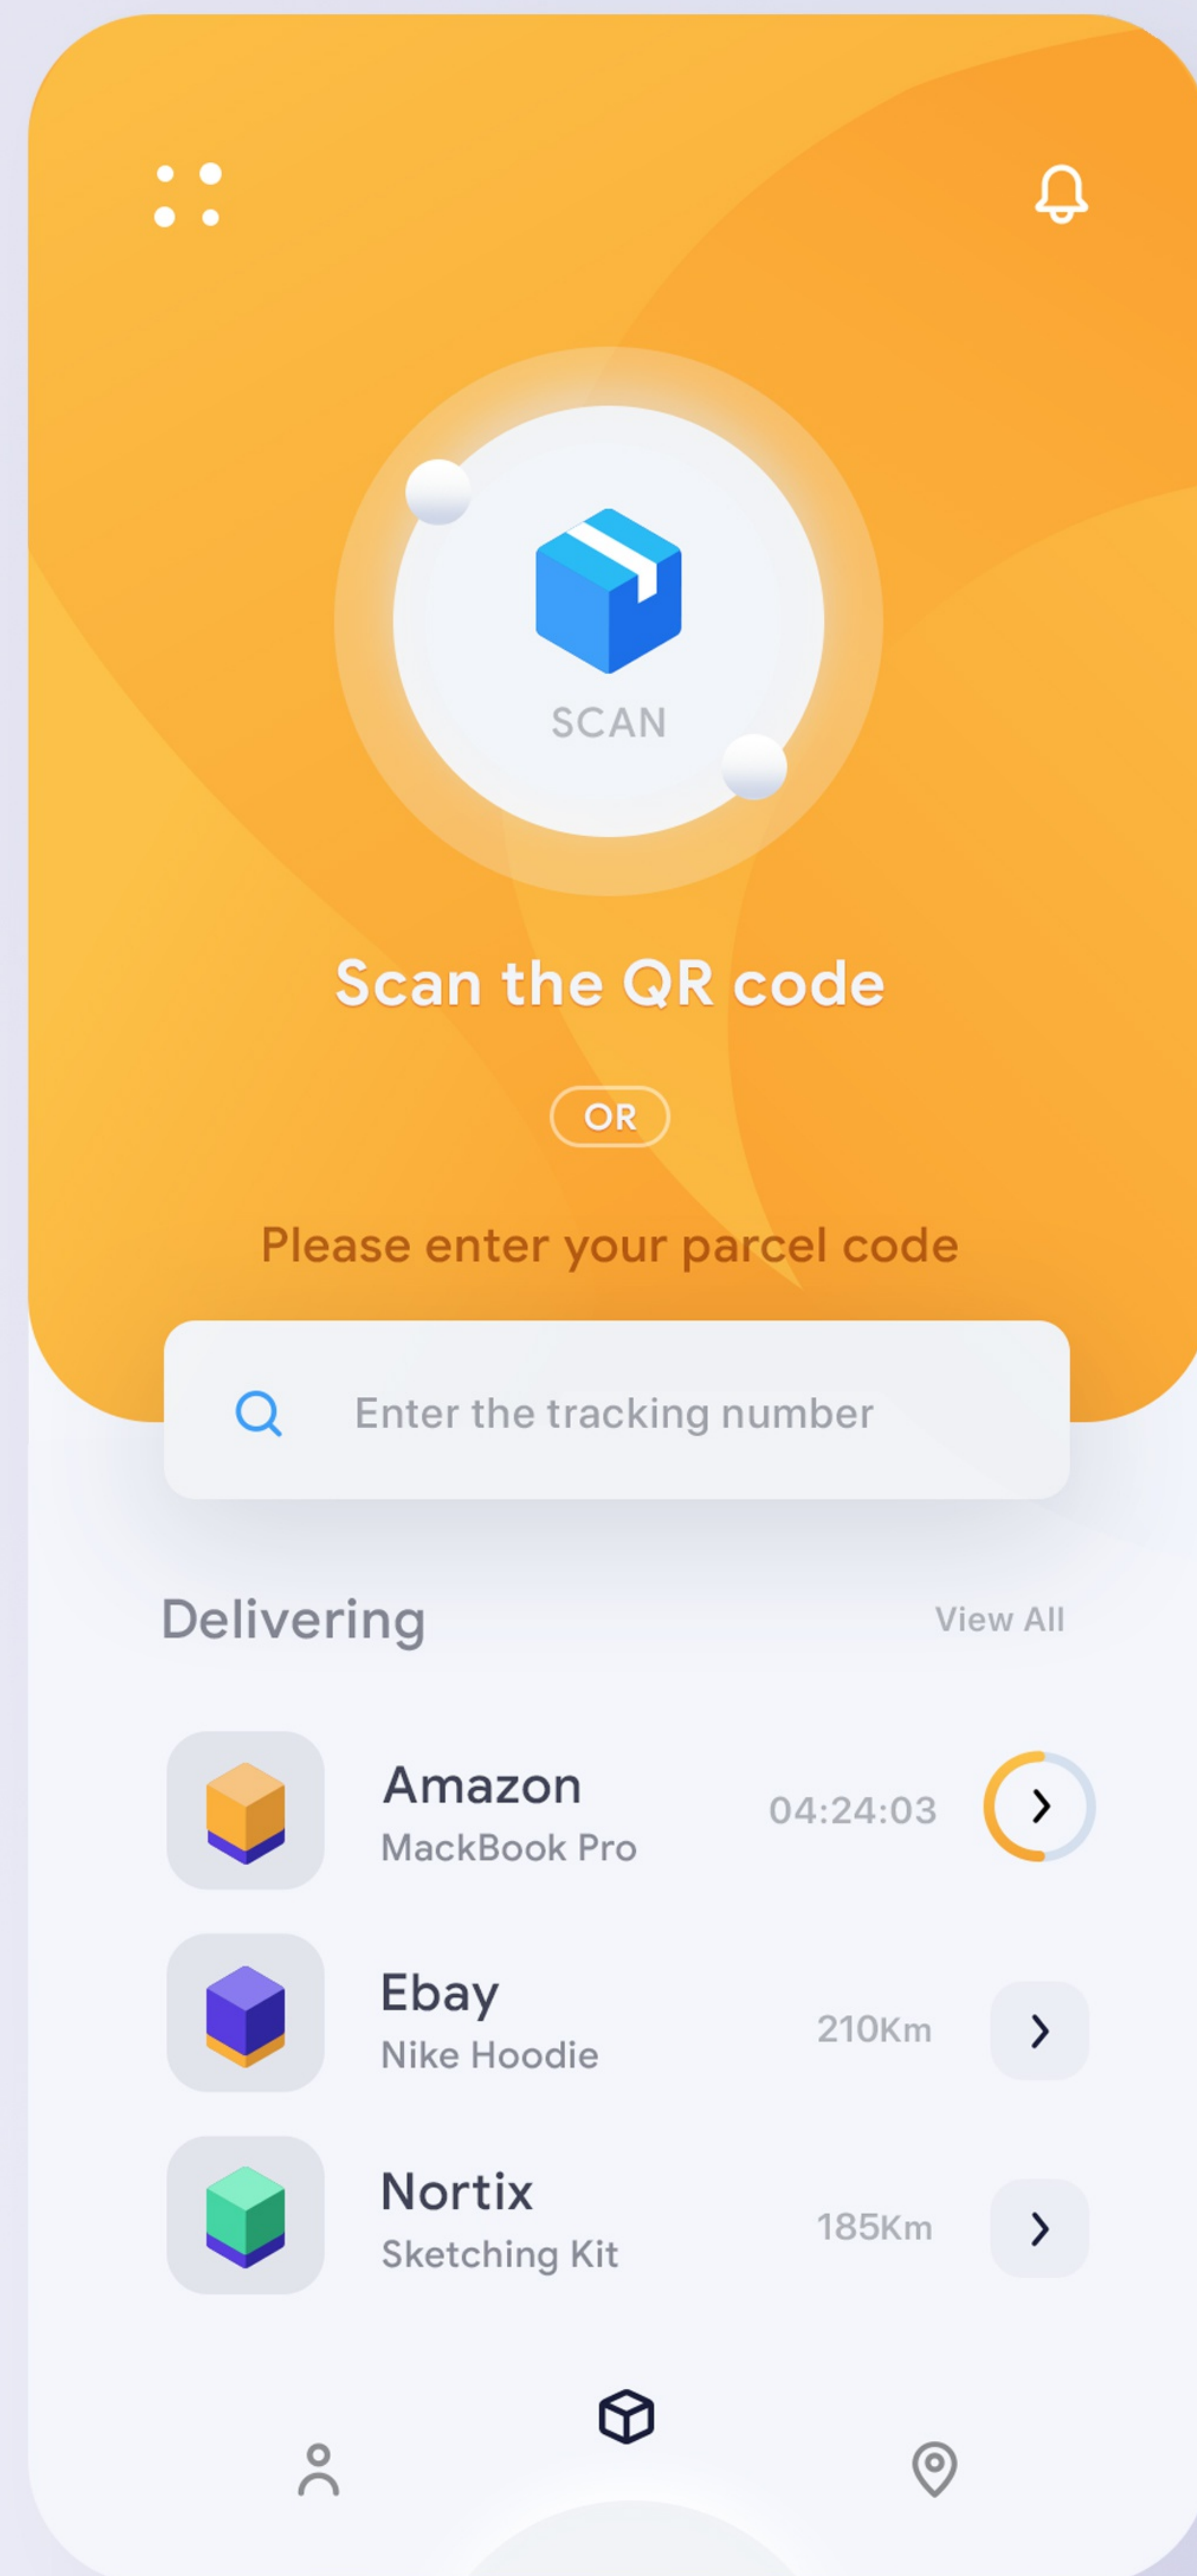 SCAN
Scan the QR code
OR
Please enter your parcel code
Enter the tracking number
Delivering
View All
Amazon
MackBook Pro
04:24:03
Ebay
Nike Hoodie
210Km
Nortix
Sketching Kit
185Km